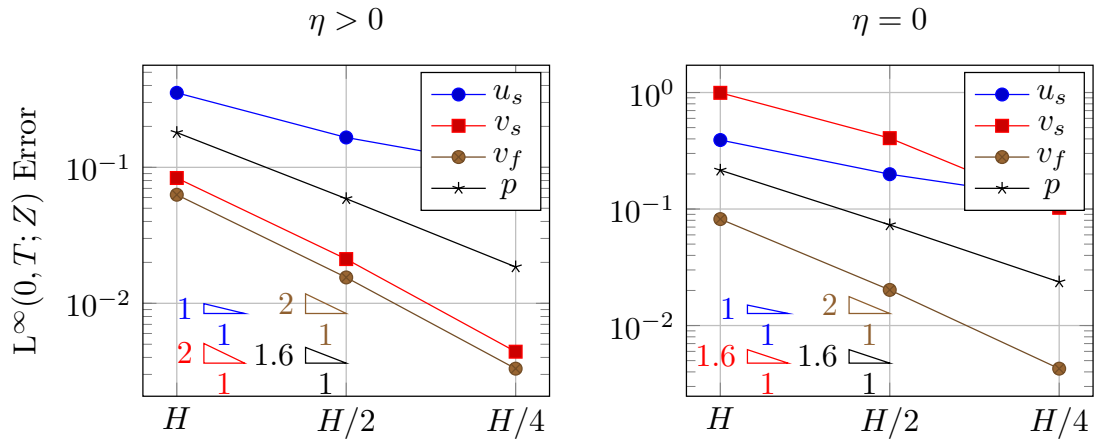 η > 0
η = 0
L∞(0, T; Z) Error
10⁻¹
10⁻²
u_s
v_s
v_f
p
1
1
2
1
2
1
1.6
1
H
H/2
H/4
10⁰
10⁻¹
10⁻²
u_s
v_s
v_f
p
1
1
2
1
1.6
1
1.6
1
H
H/2
H/4